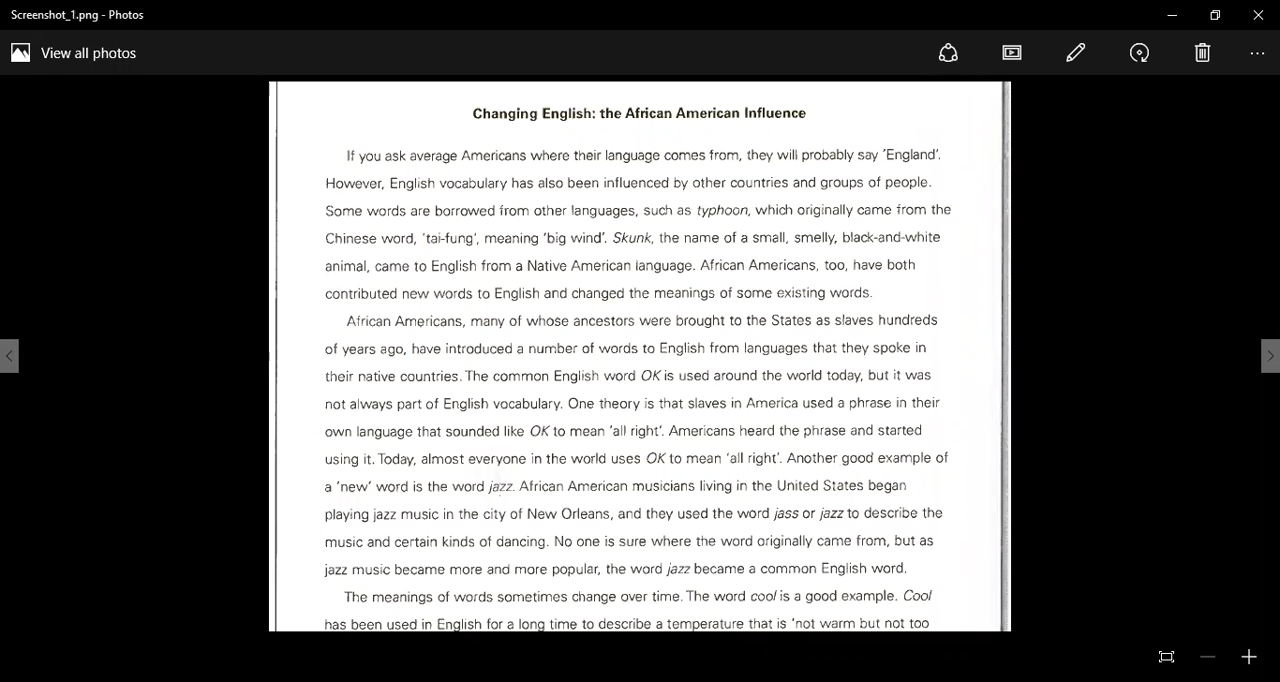 Screenshot_1.png - Photos
View all photos
Changing English: the African American Influence
If you ask average Americans where their language comes from, they will probably say 'England'.
However, English vocabulary has also been influenced by other countries and groups of people.
Some words are borrowed from other languages, such as typhoon, which originally came from the
Chinese word, 'tai-fung', meaning 'big wind'. Skunk, the name of a small, smelly, black-and-white
animal, came to English from a Native American language. African Americans, too, have both
contributed new words to English and changed the meanings of some existing words.
African Americans, many of whose ancestors were brought to the States as slaves hundreds
of years ago, have introduced a number of words to English from languages that they spoke in
their native countries. The common English word OK is used around the world today, but it was
not always part of English vocabulary. One theory is that slaves in America used a phrase in their
own language that sounded like OK to mean 'all right'. Americans heard the phrase and started
using it. Today, almost everyone in the world uses OK to mean 'all right'. Another good example of
a 'new' word is the word jazz. African American musicians living in the United States began
playing jazz music in the city of New Orleans, and they used the word jass or jazz to describe the
music and certain kinds of dancing. No one is sure where the word originally came from, but as
jazz music became more and more popular, the word jazz became a common English word.
The meanings of words sometimes change over time. The word cool is a good example. Cool
has been used in English for a long time to describe a temperature that is 'not warm but not too